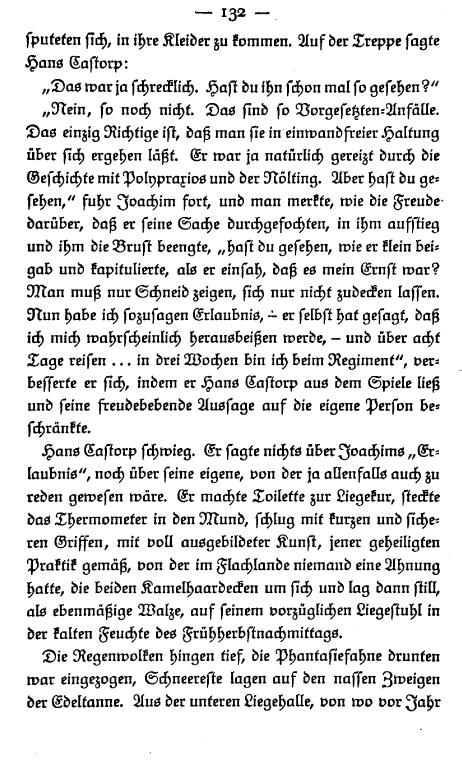 — 132 —
sputeten sich, in ihre Kleider zu kommen. Auf der Treppe sagte
Hans Castorp:
„Das war ja schrecklich. Hast du ihn schon mal so gesehen?"
„Nein, so noch nicht. Das sind so Vorgesetzten-Anfälle.
Das einzig Richtige ist, daß man sie in einwandfreier Haltung
über sich ergehen läßt. Er war ja natürlich gereizt durch die
Geschichte mit Polypraxios und der Nölting. Aber hast du ge-
sehen," fuhr Joachim fort, und man merkte, wie die Freude
darüber, daß er seine Sache durchgefochten, in ihm aufstieg
und ihm die Brust beengte, „hast du gesehen, wie er klein bei-
gab und kapitulierte, als er einsah, daß es mein Ernst war?
Man muß nur Schneid zeigen, sich nur nicht zudecken lassen.
Nun habe ich sozusagen Erlaubnis, – er selbst hat gesagt, daß
ich mich wahrscheinlich herausbeißen werde, – und über acht
Tage reisen ... in drei Wochen bin ich beim Regiment", ver-
besserte er sich, indem er Hans Castorp aus dem Spiele ließ
und seine freudebebende Aussage auf die eigene Person be-
schränkte.
Hans Castorp schwieg. Er sagte nichts über Joachims „Er-
laubnis", noch über seine eigene, von der ja allenfalls auch zu
reden gewesen wäre. Er machte Toilette zur Liegekur, steckte
das Thermometer in den Mund, schlug mit kurzen und siche-
ren Griffen, mit voll ausgebildeter Kunst, jener geheiligten
Praktik gemäß, von der im Flachlande niemand eine Ahnung
hatte, die beiden Kamelhaardecken um sich und lag dann still,
als ebenmäßige Walze, auf seinem vorzüglichen Liegestuhl in
der kalten Feuchte des Frühherbstnachmittags.
Die Regenwolken hingen tief, die Phantasiefahne drunten
war eingezogen, Schneereste lagen auf den nassen Zweigen
der Edeltanne. Aus der unteren Liegehalle, von wo vor Jahr